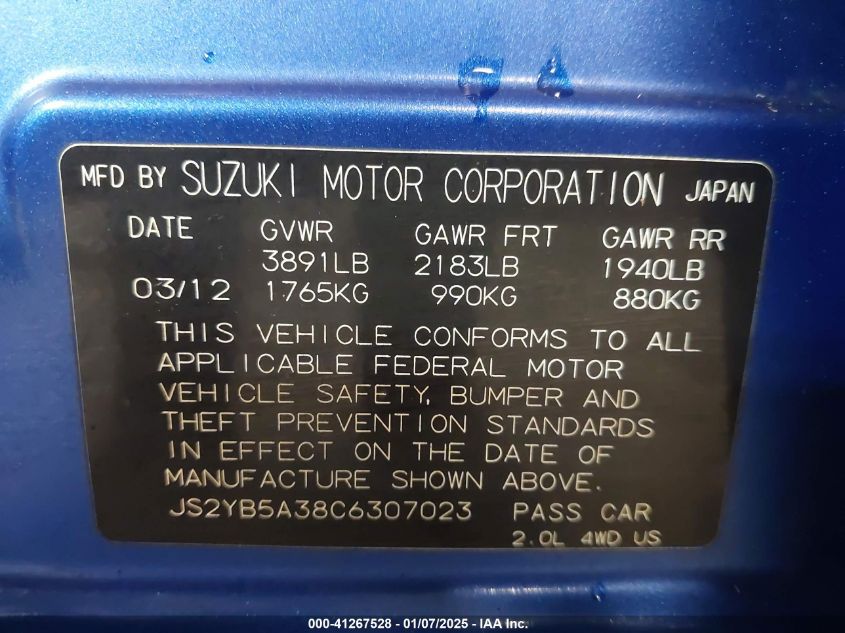 MFD BY SUZUKI MOTOR CORPORATION JAPAN
DATE GVWR GAWR FRT GAWR RR
3891LB 2183LB 1940LB
03/12 1765KG 990KG 880KG
THIS VEHICLE CONFORMS TO ALL
APPLICABLE FEDERAL MOTOR
VEHICLE SAFETY, BUMPER AND
THEFT PREVENTION STANDARDS
IN EFFECT ON THE DATE OF
MANUFACTURE SHOWN ABOVE.
JS2YB5A38C6307023 PASS CAR
2.0L 4WD US
000-41267528 - 01/07/2025 - IAA Inc.